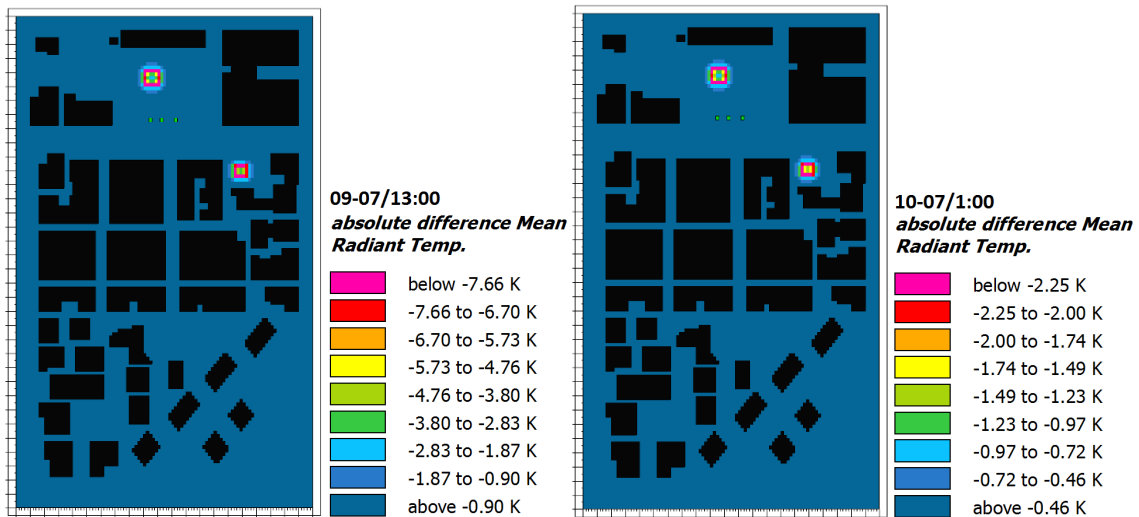 09-07/13:00
absolute difference Mean
Radiant Temp.
below -7.66 K
-7.66 to -6.70 K
-6.70 to -5.73 K
-5.73 to -4.76 K
-4.76 to -3.80 K
-3.80 to -2.83 K
-2.83 to -1.87 K
-1.87 to -0.90 K
above -0.90 K
10-07/1:00
absolute difference Mean
Radiant Temp.
below -2.25 K
-2.25 to -2.00 K
-2.00 to -1.74 K
-1.74 to -1.49 K
-1.49 to -1.23 K
-1.23 to -0.97 K
-0.97 to -0.72 K
-0.72 to -0.46 K
above -0.46 K